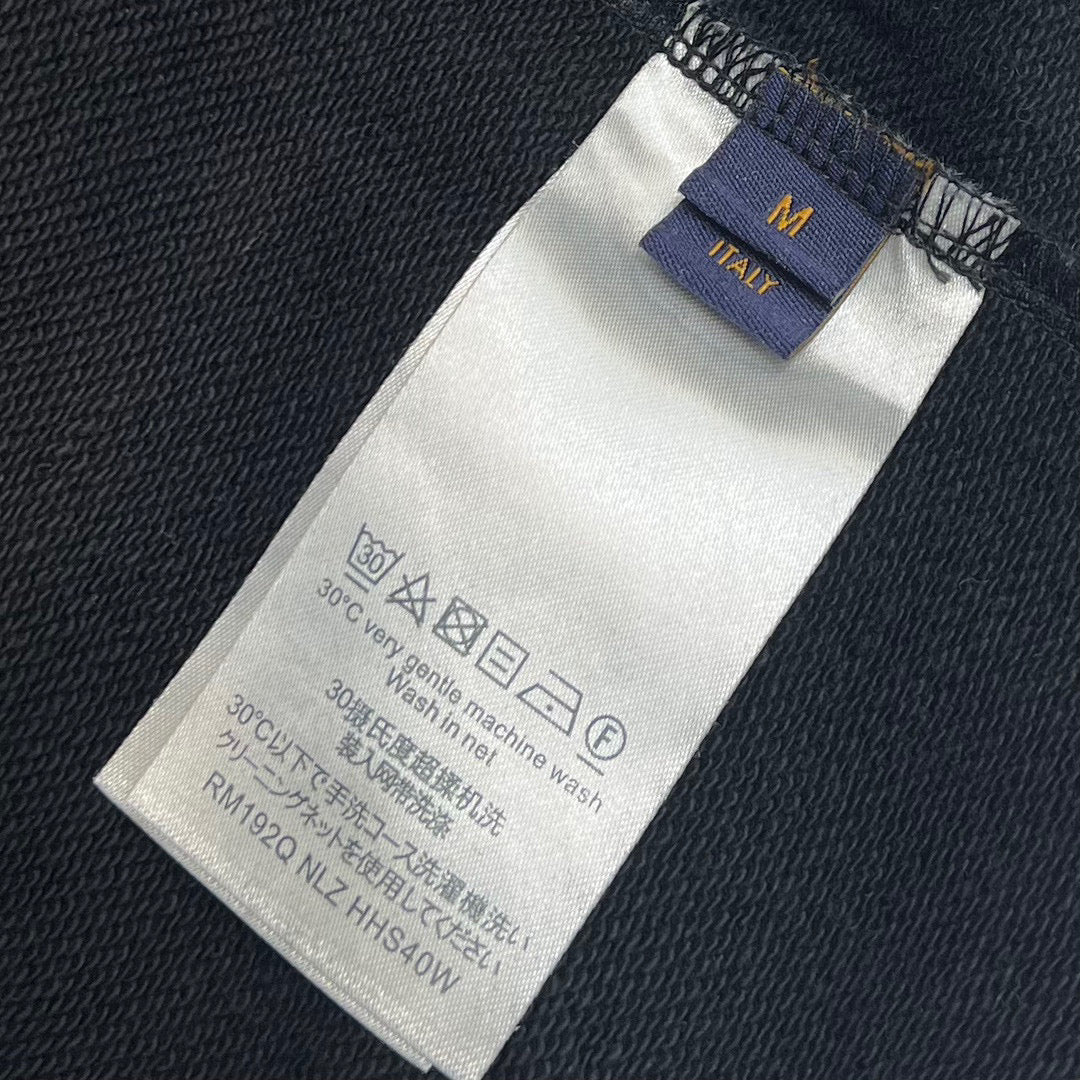 M
ITALY
30
F
30°C very gentle machine wash
Wash in net
30摄氏度超揉机洗
装入网带洗涤
30℃以下で手洗コース洗濯機洗い
クリーニングネットを使用してください
RM192Q NLZ HHS40W